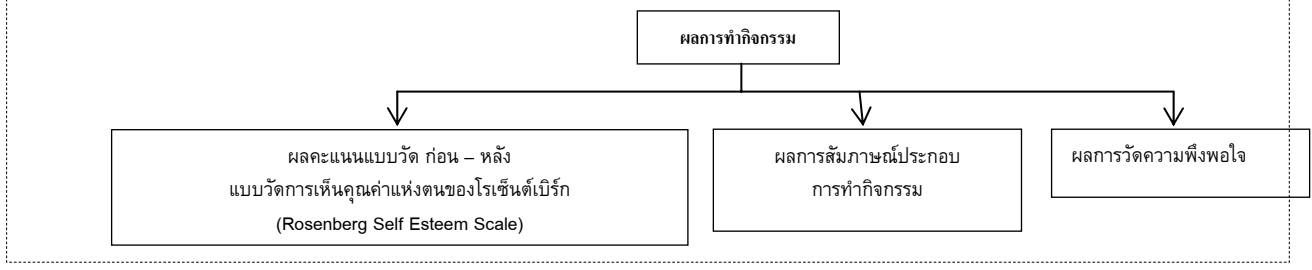 ผลการทำกิจกรรม
ผลคะแนนแบบวัด ก่อน – หลัง
แบบวัดการเห็นคุณค่าแห่งตนของโรเซ็นต์เบิร์ก
(Rosenberg Self Esteem Scale)
ผลการสัมภาษณ์ประกอบ
การทำกิจกรรม
ผลการวัดความพึงพอใจ